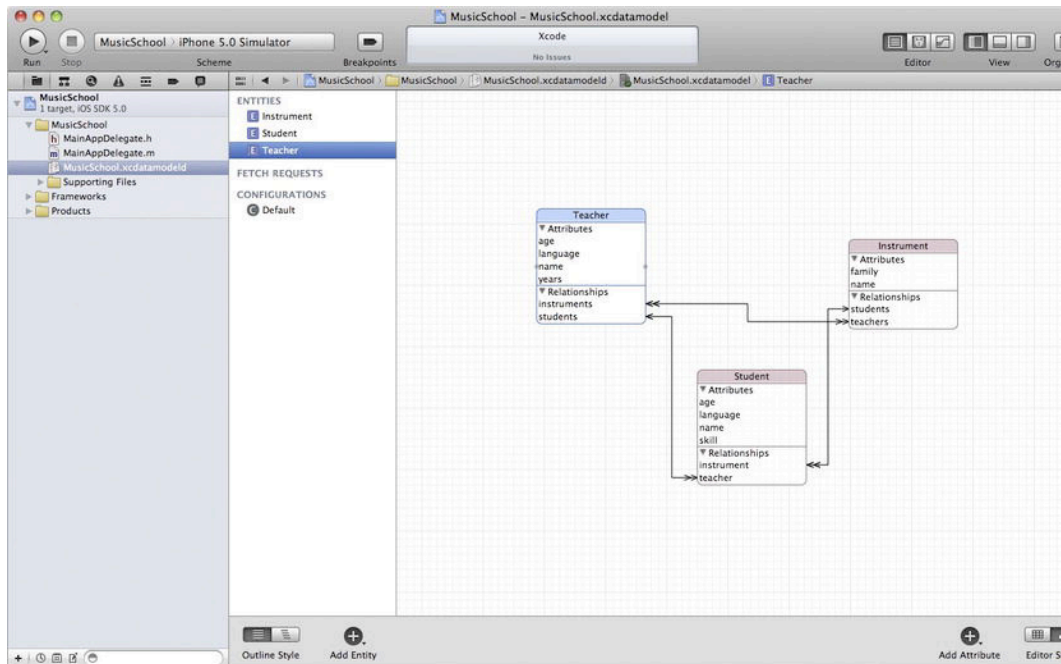 MusicSchool – MusicSchool.xcdatamodel
MusicSchool iPhone 5.0 Simulator
Xcode
No Issues
Run Stop Scheme Breakpoints Editor View
MusicSchool MusicSchool MusicSchool.xcdatamodeld MusicSchool.xcdatamodel E Teacher
MusicSchool
1 target, iOS SDK 5.0
MusicSchool
h MainAppDelegate.h
m MainAppDelegate.m
MusicSchool.xcdatamodeld
Supporting Files
Frameworks
Products
ENTITIES
E Instrument
E Student
E Teacher
FETCH REQUESTS
CONFIGURATIONS
C Default
Teacher
Attributes
age
language
name
years
Relationships
instruments
students
Instrument
Attributes
family
name
Relationships
students
teachers
Student
Attributes
age
language
name
skill
Relationships
instrument
teacher
Outline Style Add Entity Add Attribute Editor S